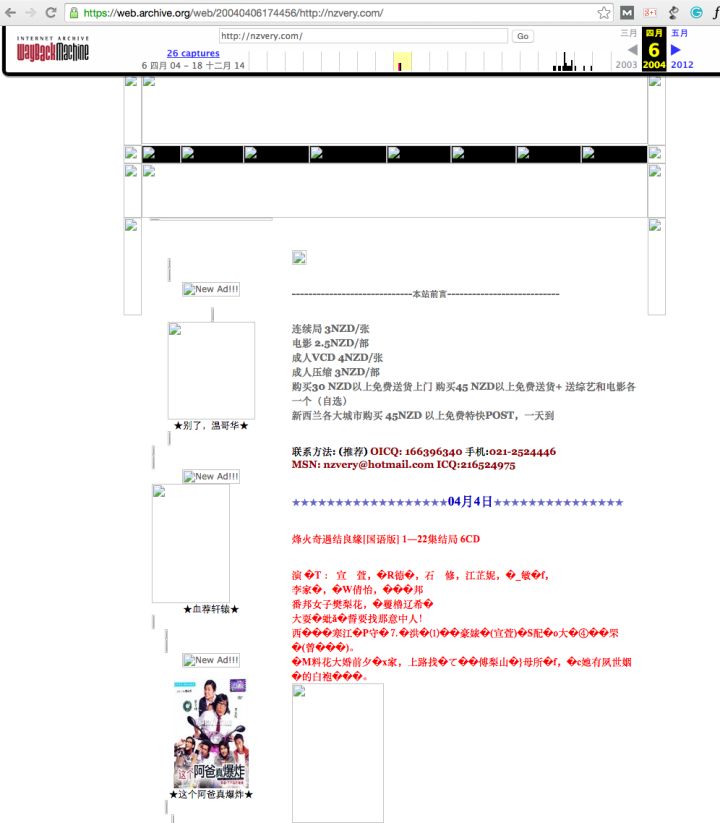 https://web.archive.org/web/20040406174456/http://nzvery.com/
INTERNET ARCHIVE
WayBackMachine
http://nzvery.com/
Go
三月
四月
五月
26 captures
6
6 四月 04 - 18 十二月 14
2003
2004
2012
New Ad!!!
★别了，温哥华★
New Ad!!!
★血荐轩辕★
New Ad!!!
这个阿爸真爆炸
★这个阿爸真爆炸★
-----------------------------本站前言---------------------------
连续局 3NZD/张
电影 2.5NZD/部
成人VCD 4NZD/张
成人压缩 3NZD/部
购买30 NZD以上免费送货上门 购买45 NZD以上免费送货+ 送综艺和电影各
一个（自选）
新西兰各大城市购买 45NZD 以上免费特快POST，一天到
联系方法: (推荐) OICQ: 166396340 手机:021-2524446
MSN: nzvery@hotmail.com ICQ:216524975
★★★★★★★★★★★★★★★★★★04月4日★★★★★★★★★★★★★★★
烽火奇遇结良緣[国语版] 1—22集结局 6CD
演 �T： 宣　萱，�R德�，石　修，江芷妮，�_敏�f，
李家�，�W倩怡，���邦
番邦女子樊梨花，�覆橹辽希�
大耍�蚍ǎ�誓要找那意中人!
西���寒江�P守�⒎�洪�⑴��豪嫁�(宣萱)�S配�o大�④��罘
�(曾���)。
�M料花大婚前夕�x家，上路找�て��傅梨山�}母所�f，�c她有夙世姻
�的白袍���。